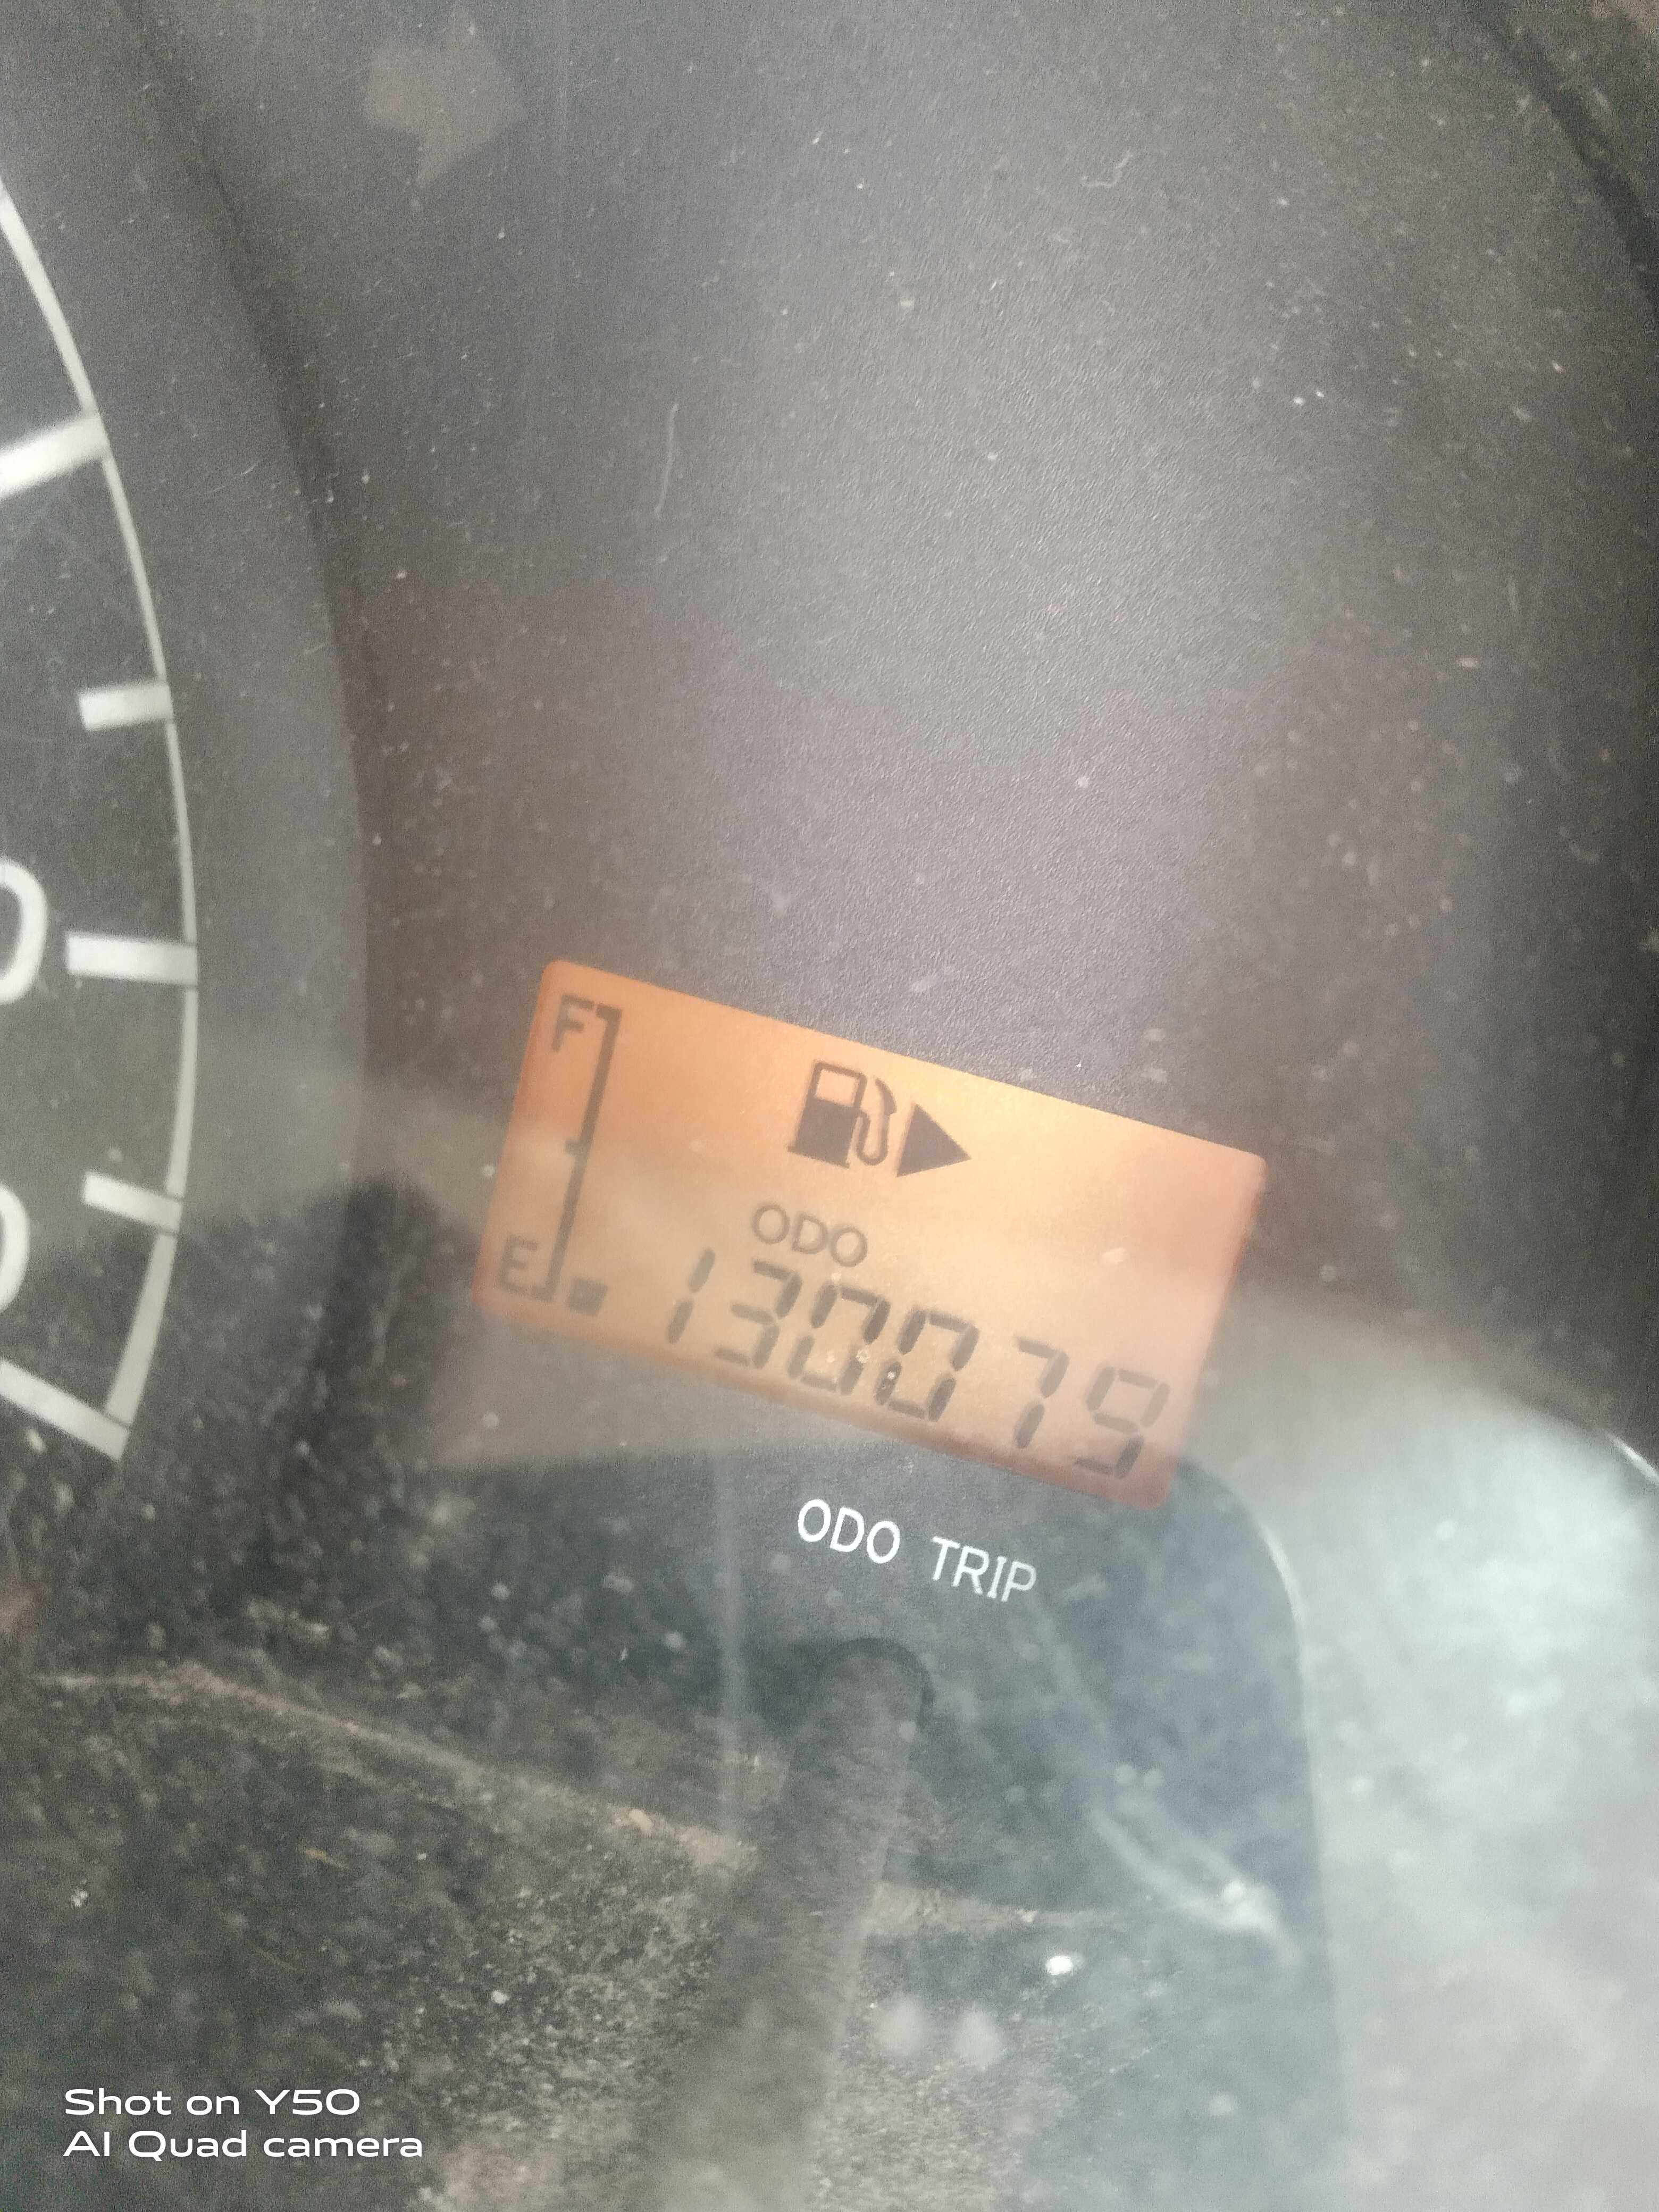 F
ODO
E
130079
ODO TRIP
Shot on Y50
AI Quad camera